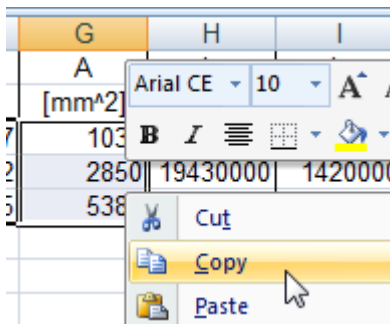 G H I
A
Arial CE 10 A
[mm^2]
103 B I
2850 19430000 1420000
538
Cut
Copy
Paste